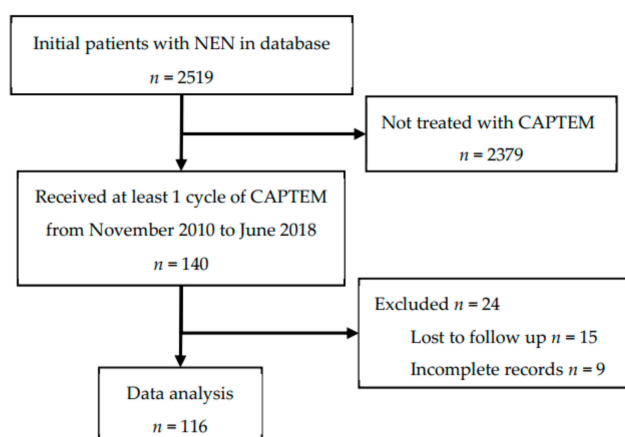 Initial patients with NEN in database
n = 2519
Not treated with CAPTEM
n = 2379
Received at least 1 cycle of CAPTEM
from November 2010 to June 2018
n = 140
Excluded n = 24
Lost to follow up n = 15
Incomplete records n = 9
Data analysis
n = 116